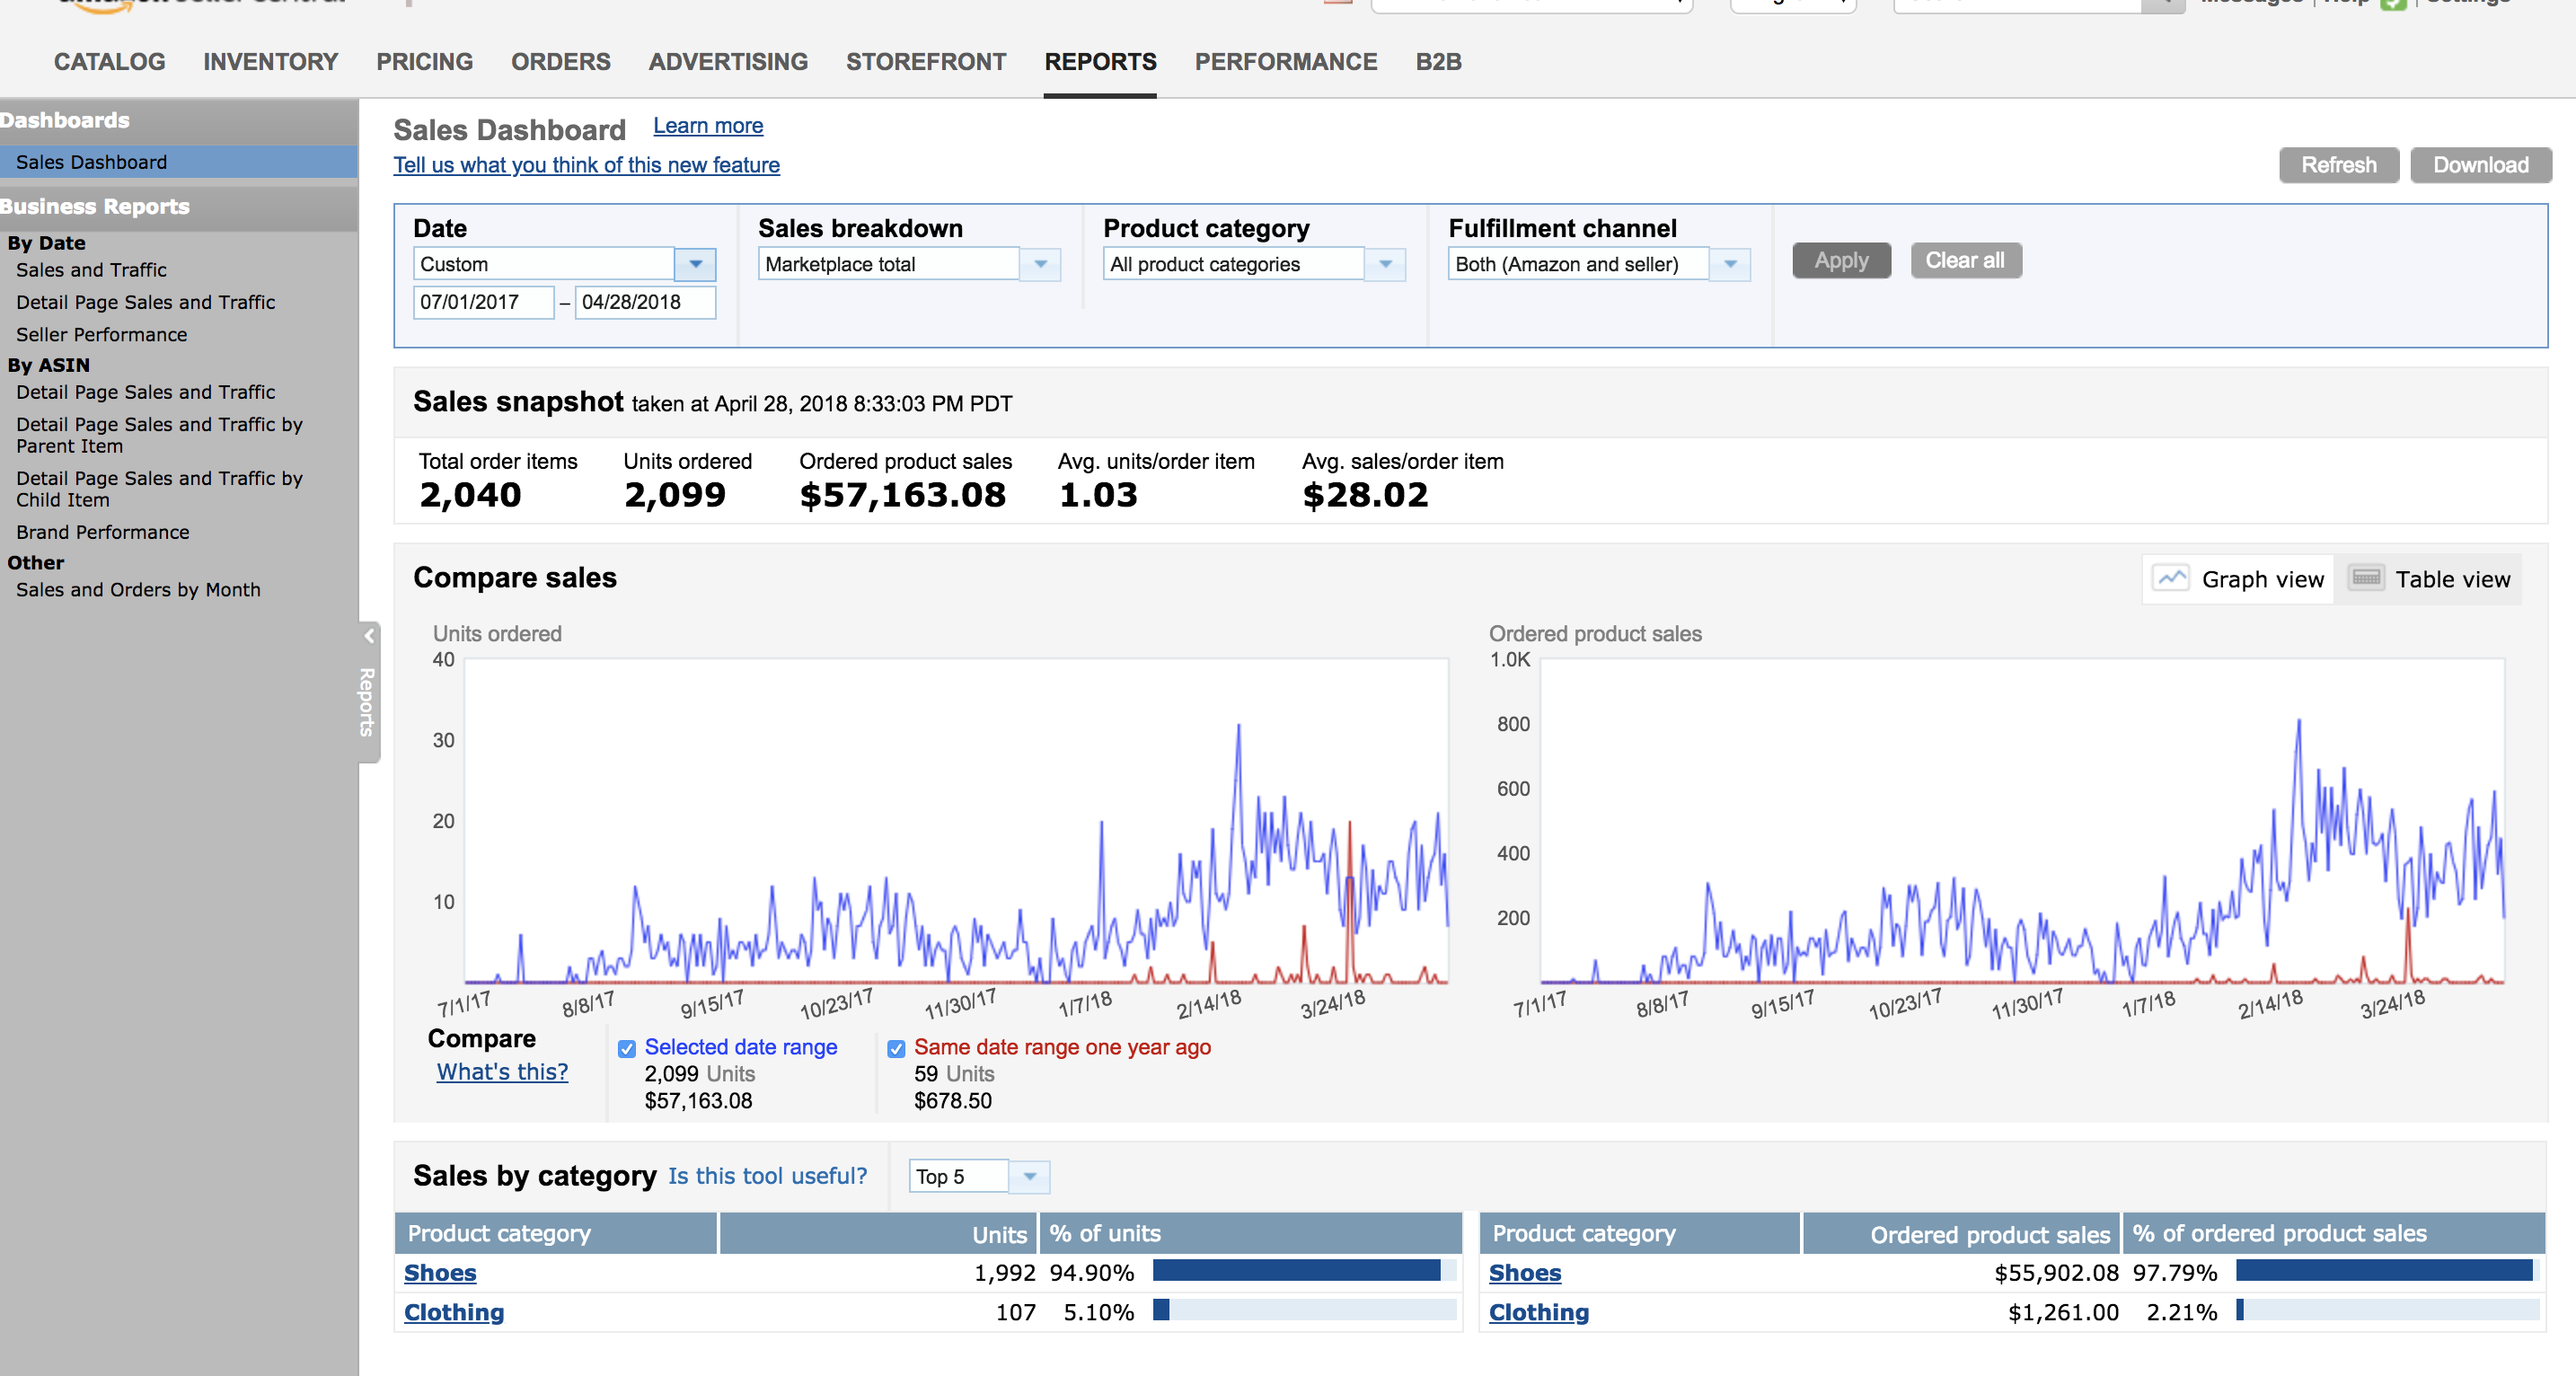 CATALOG INVENTORY PRICING ORDERS ADVERTISING STOREFRONT REPORTS PERFORMANCE B2B
Dashboards
Sales Dashboard
Business Reports
By Date
Sales and Traffic
Detail Page Sales and Traffic
Seller Performance
By ASIN
Detail Page Sales and Traffic
Detail Page Sales and Traffic by
Parent Item
Detail Page Sales and Traffic by
Child Item
Brand Performance
Other
Sales and Orders by Month
Reports
Sales Dashboard Learn more
Tell us what you think of this new feature
Refresh Download
Date Sales breakdown Product category Fulfillment channel
Custom Marketplace total All product categories Both (Amazon and seller) Apply Clear all
07/01/2017 – 04/28/2018
Sales snapshot taken at April 28, 2018 8:33:03 PM PDT
Total order items Units ordered Ordered product sales Avg. units/order item Avg. sales/order item
2,040 2,099 $57,163.08 1.03 $28.02
Compare sales
Graph view Table view
Units ordered
40
30
20
10
7/1/17 8/8/17 9/15/17 10/23/17 11/30/17 1/7/18 2/14/18 3/24/18
Ordered product sales
1.0K
800
600
400
200
7/1/17 8/8/17 9/15/17 10/23/17 11/30/17 1/7/18 2/14/18 3/24/18
Compare
What's this?
Selected date range
2,099 Units
$57,163.08
Same date range one year ago
59 Units
$678.50
Sales by category Is this tool useful? Top 5
Product category Units % of units
Shoes 1,992 94.90%
Clothing 107 5.10%
Product category Ordered product sales % of ordered product sales
Shoes $55,902.08 97.79%
Clothing $1,261.00 2.21%